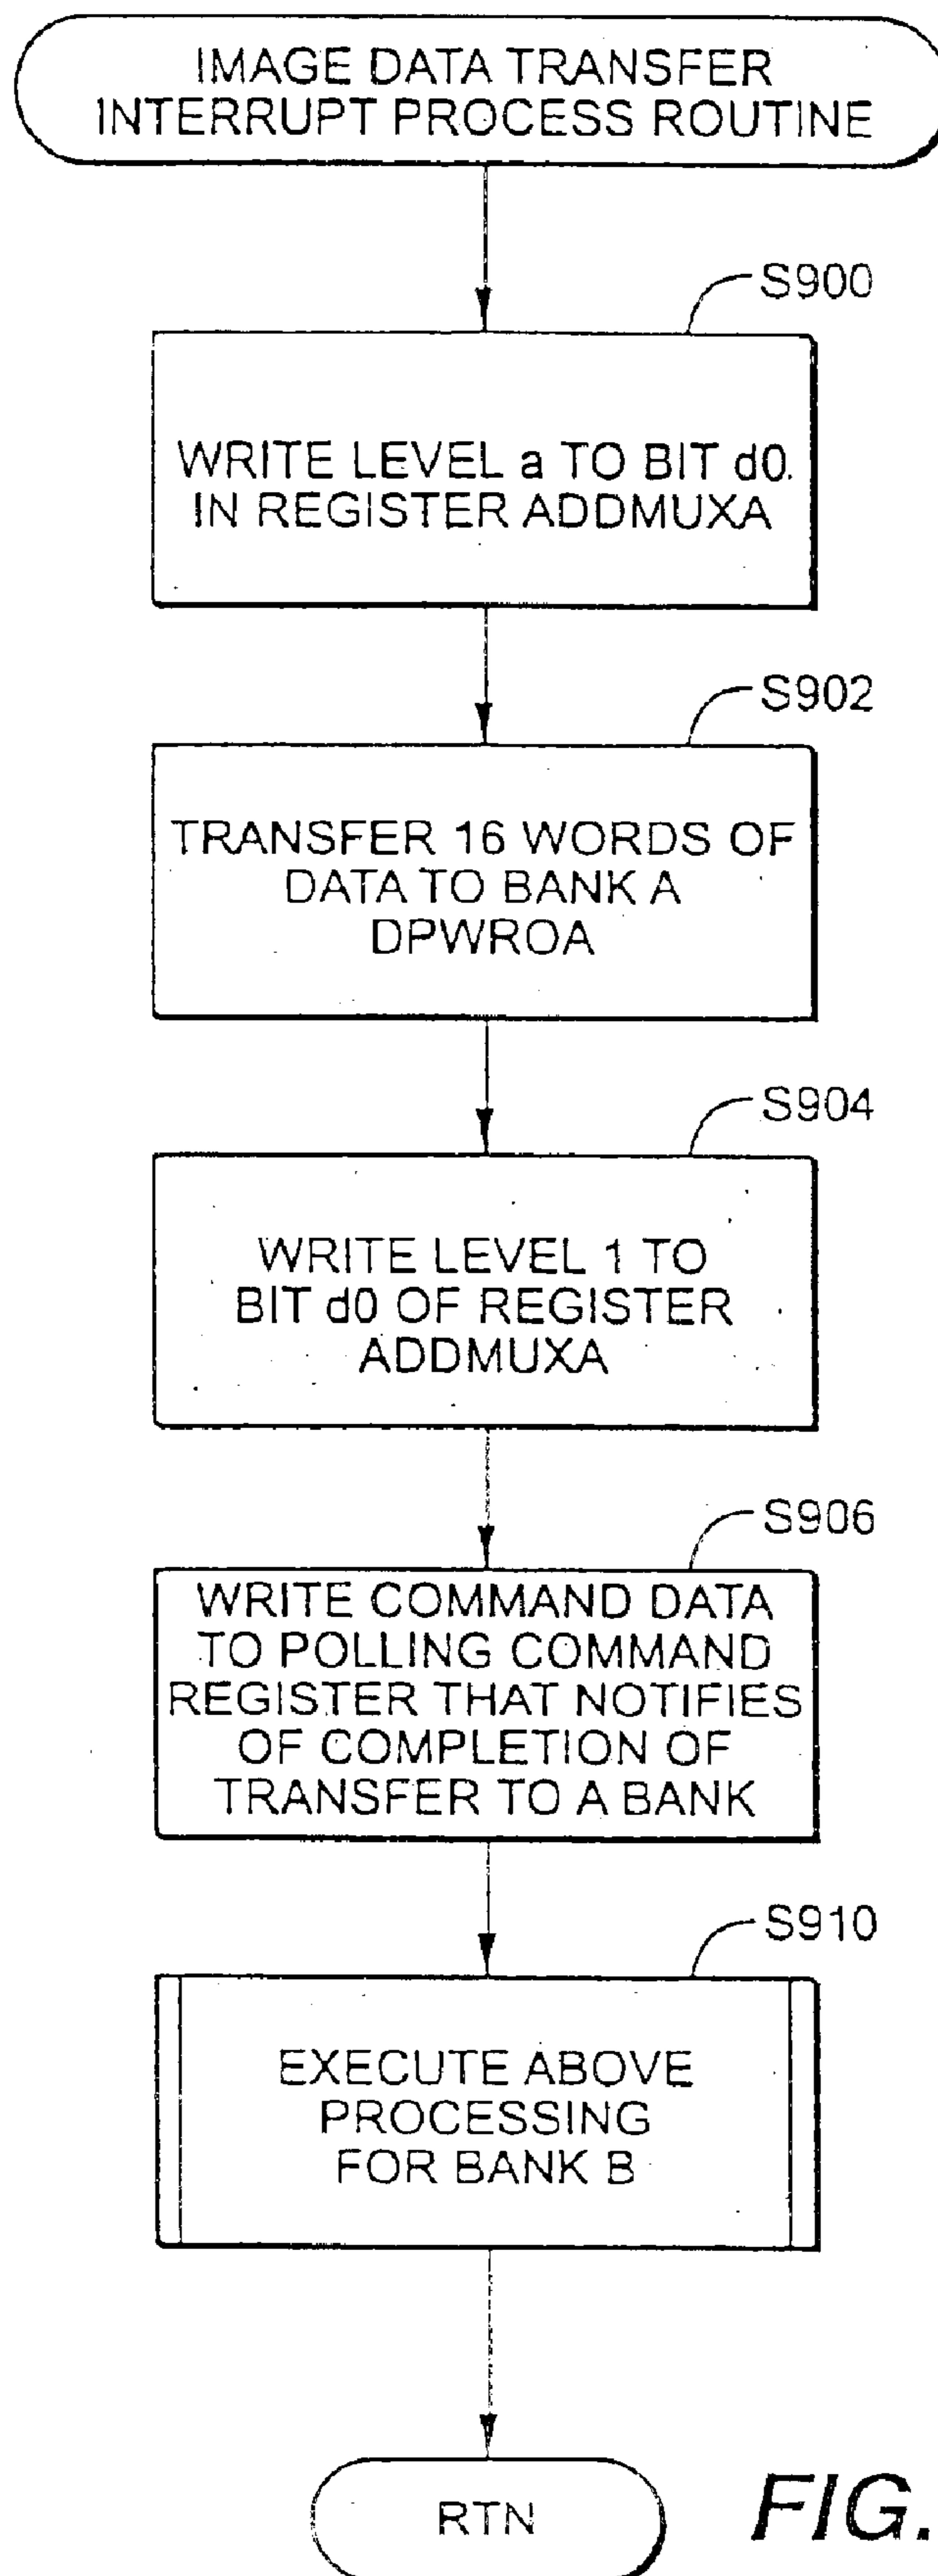 IMAGE DATA TRANSFER
INTERRUPT PROCESS ROUTINE
S900
WRITE LEVEL a TO BIT d0.
IN REGISTER ADDMUXA
S902
TRANSFER 16 WORDS OF
DATA TO BANK A
DPWROA
S904
WRITE LEVEL 1 TO
BIT d0 OF REGISTER
ADDMUXA
S906
WRITE COMMAND DATA
TO POLLING COMMAND
REGISTER THAT NOTIFIES
OF COMPLETION OF
TRANSFER TO A BANK
S910
EXECUTE ABOVE
PROCESSING
FOR BANK B
RTN
FIG.